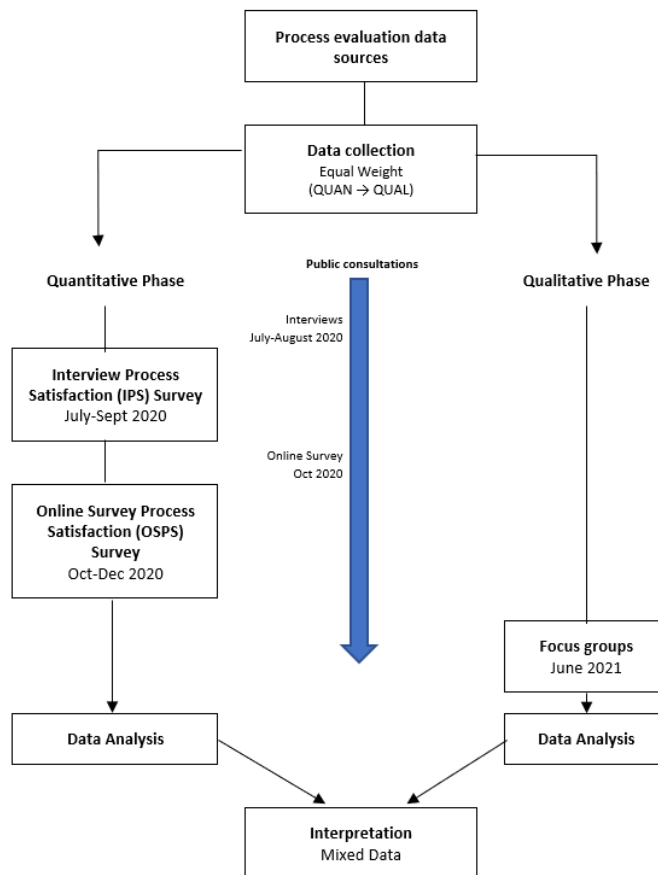 Process evaluation data
sources
Data collection
Equal Weight
(QUAN → QUAL)
Quantitative Phase
Public consultations
Qualitative Phase
Interviews
July-August 2020
Interview Process
Satisfaction (IPS) Survey
July-Sept 2020
Online Survey
Oct 2020
Online Survey Process
Satisfaction (OSPS)
Survey
Oct-Dec 2020
Focus groups
June 2021
Data Analysis
Data Analysis
Interpretation
Mixed Data